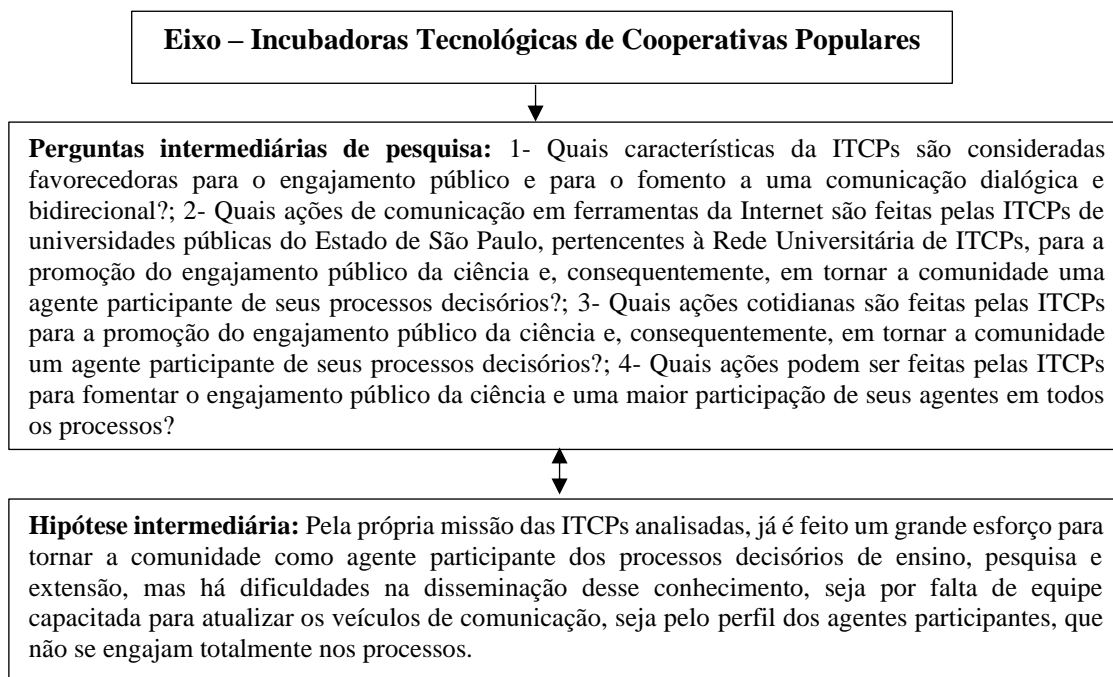 Eixo – Incubadoras Tecnológicas de Cooperativas Populares
Perguntas intermediárias de pesquisa: 1- Quais características da ITCPs são consideradas
favorecedoras para o engajamento público e para o fomento a uma comunicação dialógica e
bidirecional?; 2- Quais ações de comunicação em ferramentas da Internet são feitas pelas ITCPs de
universidades públicas do Estado de São Paulo, pertencentes à Rede Universitária de ITCPs, para a
promoção do engajamento público da ciência e, consequentemente, em tornar a comunidade uma
agente participante de seus processos decisórios?; 3- Quais ações cotidianas são feitas pelas ITCPs
para a promoção do engajamento público da ciência e, consequentemente, em tornar a comunidade
um agente participante de seus processos decisórios?; 4- Quais ações podem ser feitas pelas ITCPs
para fomentar o engajamento público da ciência e uma maior participação de seus agentes em todos
os processos?
Hipótese intermediária: Pela própria missão das ITCPs analisadas, já é feito um grande esforço para
tornar a comunidade como agente participante dos processos decisórios de ensino, pesquisa e
extensão, mas há dificuldades na disseminação desse conhecimento, seja por falta de equipe
capacitada para atualizar os veículos de comunicação, seja pelo perfil dos agentes participantes, que
não se engajam totalmente nos processos.